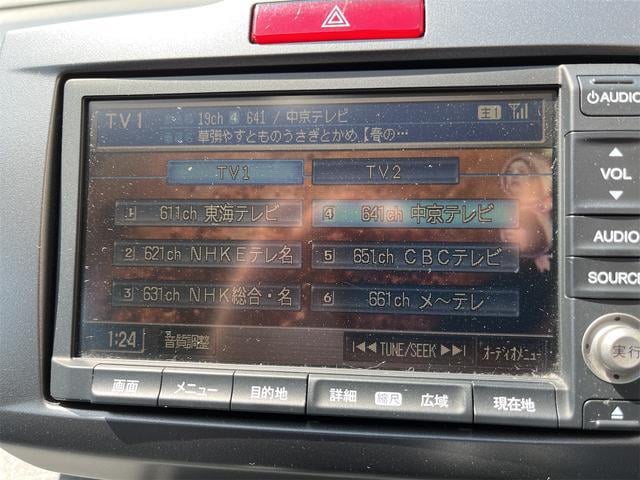 TV1 19ch 4 641 / 中京テレビ 主1
草彅やすとものうさぎとかめ【春の…
TV1 TV2
1 611ch 東海テレビ 4 641ch 中京テレビ
2 621ch NHKEテレ名 5 651ch CBCテレビ
3 631ch NHK総合・名 6 661ch メ～テレ
1:24 音質調整 TUNE/SEEK オーディオメニュー
画面 メニュー 目的地 詳細 縮尺 広域 現在地
AUDIO
VOL
AUDIO
SOURCE
実行